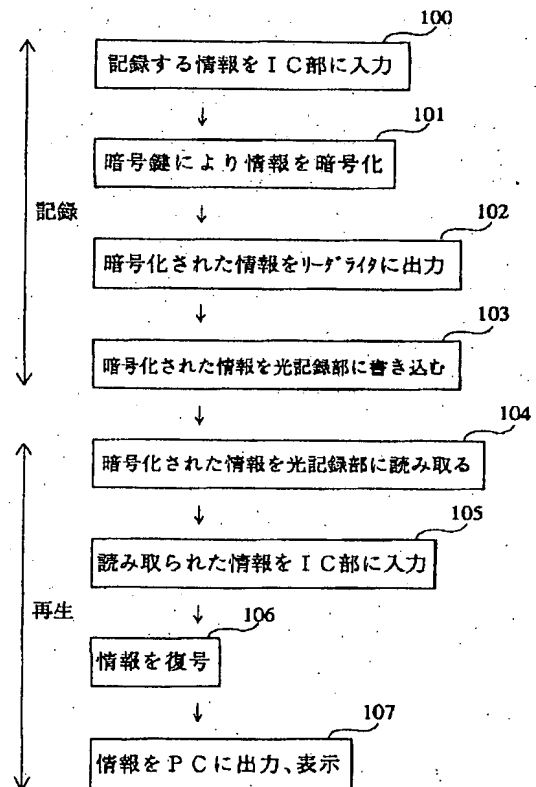 100
記録する情報をIC部に入力
↓
101
暗号鍵により情報を暗号化
↓
記録
102
暗号化された情報をリーダライタに出力
↓
103
暗号化された情報を光記録部に書き込む
↓
104
暗号化された情報を光記録部に読み取る
↓
105
読み取られた情報をIC部に入力
↓
再生
106
情報を復号
↓
107
情報をPCに出力、表示